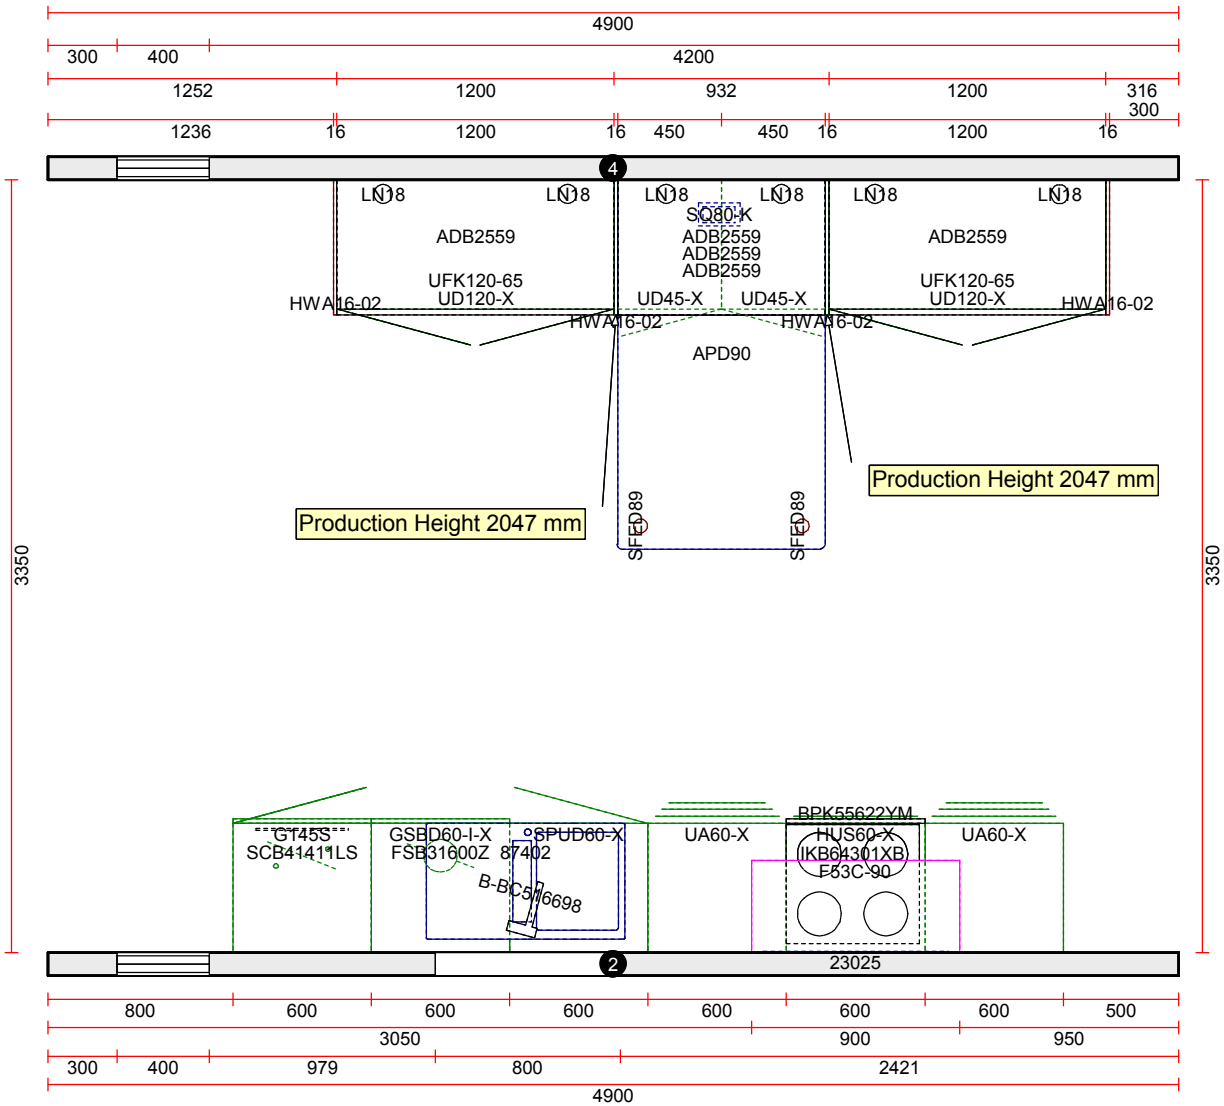 4900
300 400 4200
1252 1200 932 1200 316
1236 16 1200 16 450 450 16 1200 16 300
4
LN18 LN18 LN18 LN18 LN18 LN18
SQ80-K
ADB2559 ADB2559 ADB2559
ADB2559
ADB2559
UFK120-65 UFK120-65
UD120-X UD45-X UD45-X UD120-X
HWA16-02 HWA16-02
HWA16-02 HWA16-02
APD90
Production Height 2047 mm
Production Height 2047 mm
SFED89 SFED89
3350 3350
BPK55622YM
GT45S GSBD60-I-X SPUD60-X UA60-X HUS60-X UA60-X
SCB41411LS FSB31600Z 87402 IKB64301XB
F53C-90
B-BC516698
2 23025
800 600 600 600 600 600 600 500
3050 900 950
300 400 979 800 2421
4900